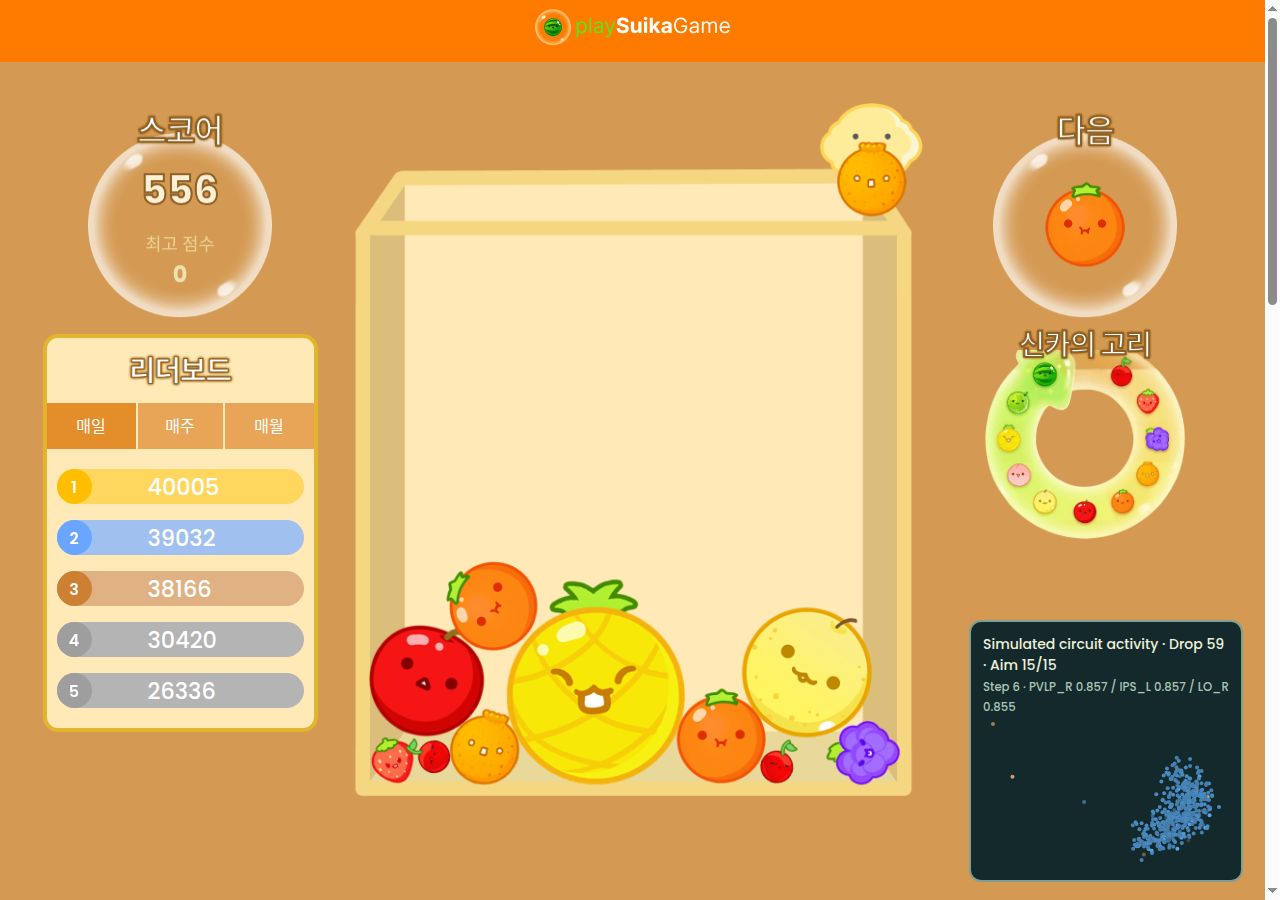 playSuikaGame
스코어
556
최고 점수
0
리더보드
매일 매주 매월
1 40005
2 39032
3 38166
4 30420
5 26336
다음
신카의 고리
Simulated circuit activity · Drop 59
· Aim 15/15
Step 6 · PVLP_R 0.857 / IPS_L 0.857 / LO_R
0.855